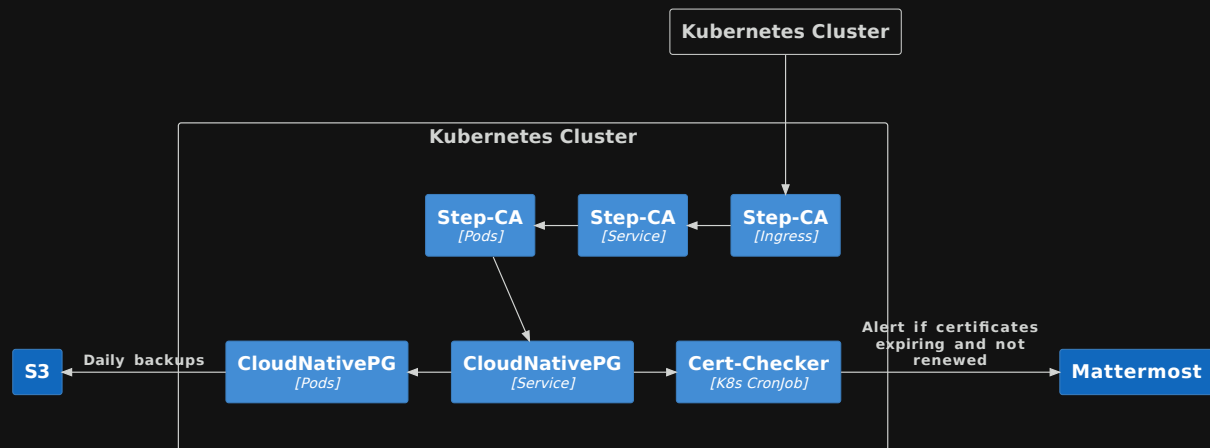 Kubernetes Cluster
Kubernetes Cluster
Step-CA
[Pods]
Step-CA
[Service]
Step-CA
[Ingress]
Alert if certificates
expiring and not
renewed
S3
Daily backups
CloudNativePG
[Pods]
CloudNativePG
[Service]
Cert-Checker
[K8s CronJob]
Mattermost